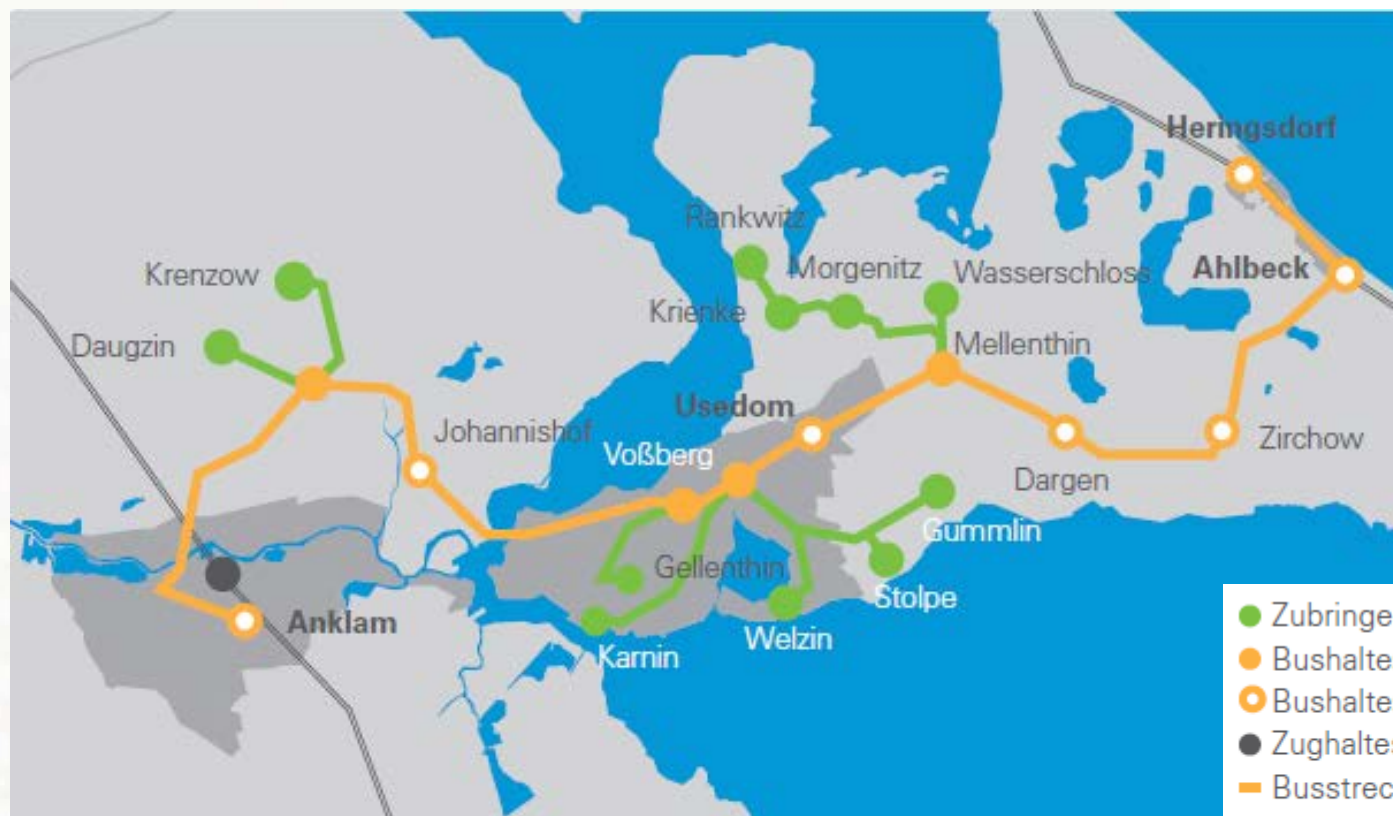 Heringsdorf
Rankwitz
Krenzow
Morgenitz
Wasserschloss
Ahlbeck
Krienke
Daugzin
Mellenthin
Usedom
Johannishof
Voßberg
Zirchow
Dargen
Gummlin
Gellenthin
Stolpe
Anklam
Welzin
Karnin
Zubringe
Bushalte
Bushalte
Zughaltes
Busstrec